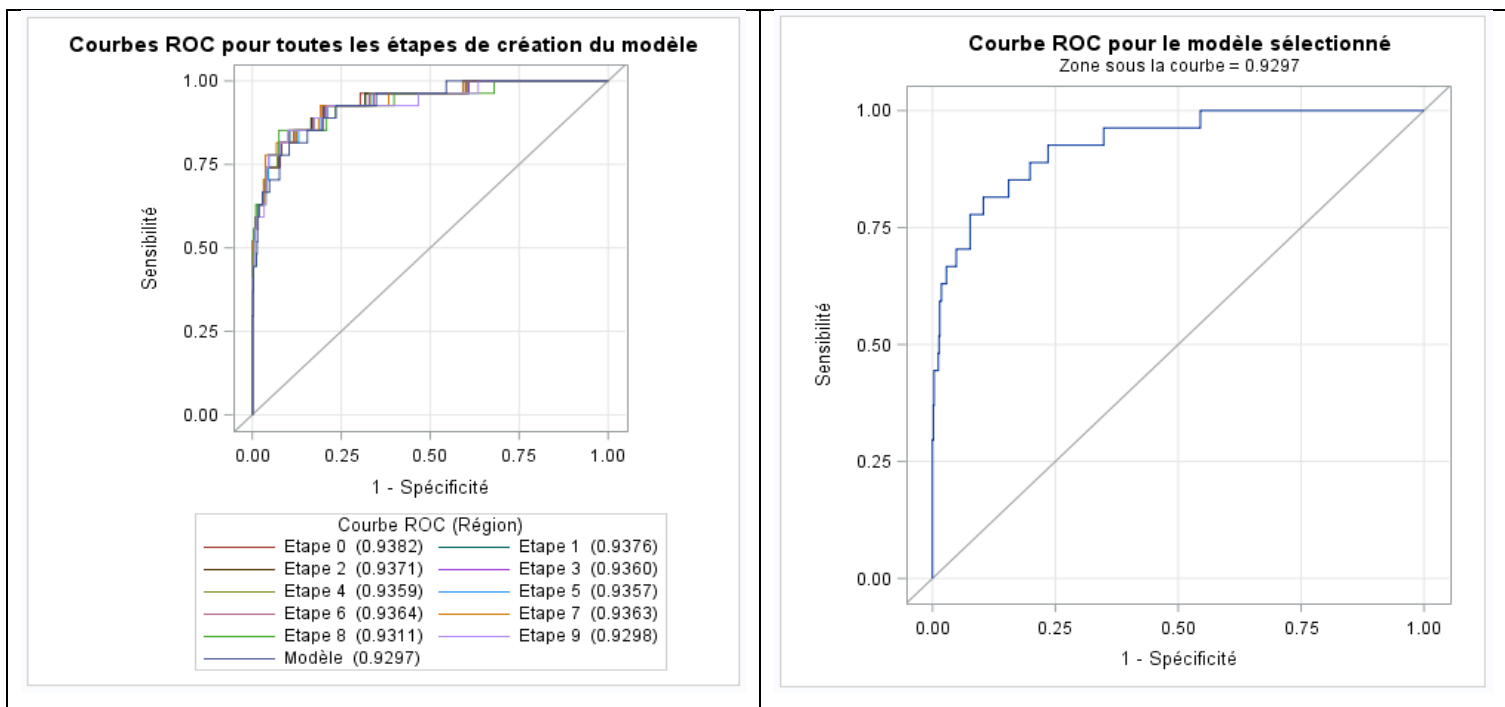 Courbes ROC pour toutes les étapes de création du modèle
1.00
0.75
0.50
0.25
0.00
Sensibilité
0.00 0.25 0.50 0.75 1.00
1 - Spécificité
Courbe ROC (Région)
Etape 0 (0.9382) Etape 1 (0.9376)
Etape 2 (0.9371) Etape 3 (0.9360)
Etape 4 (0.9359) Etape 5 (0.9357)
Etape 6 (0.9364) Etape 7 (0.9363)
Etape 8 (0.9311) Etape 9 (0.9298)
Modèle (0.9297)
Courbe ROC pour le modèle sélectionné
Zone sous la courbe = 0.9297
1.00
0.75
0.50
0.25
0.00
Sensibilité
0.00 0.25 0.50 0.75 1.00
1 - Spécificité